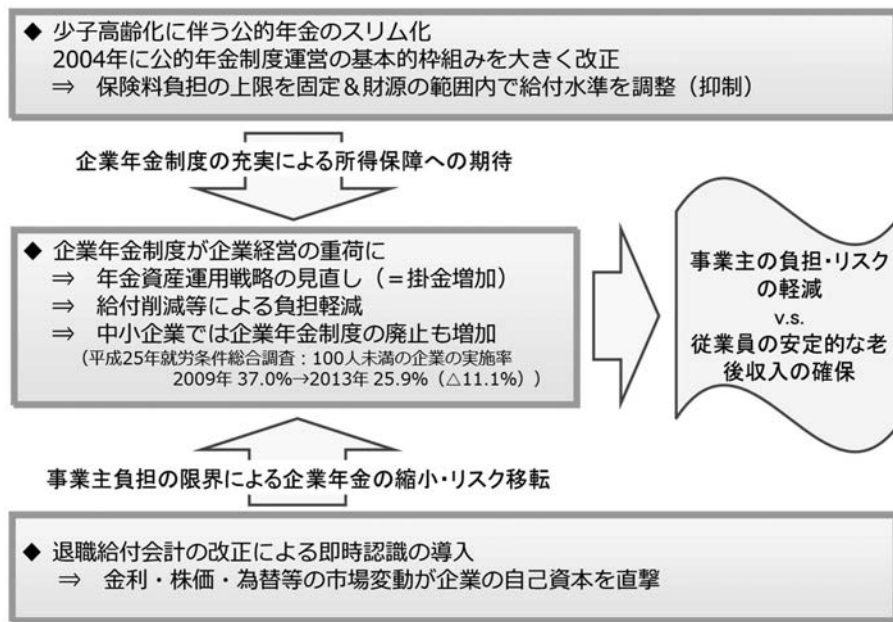 ◆ 少子高齢化に伴う公的年金のスリム化
2004年に公的年金制度運営の基本的枠組みを大きく改正
⇒ 保険料負担の上限を固定＆財源の範囲内で給付水準を調整（抑制）
企業年金制度の充実による所得保障への期待
◆ 企業年金制度が企業経営の重荷に
⇒ 年金資産運用戦略の見直し（＝掛金増加）
⇒ 給付削減等による負担軽減
⇒ 中小企業では企業年金制度の廃止も増加
（平成25年就労条件総合調査：100人未満の企業の実施率
2009年 37.0%→2013年 25.9%（△11.1%））
事業主の負担・リスク
の軽減
v.s.
従業員の安定的な老
後収入の確保
事業主負担の限界による企業年金の縮小・リスク移転
◆ 退職給付会計の改正による即時認識の導入
⇒ 金利・株価・為替等の市場変動が企業の自己資本を直撃